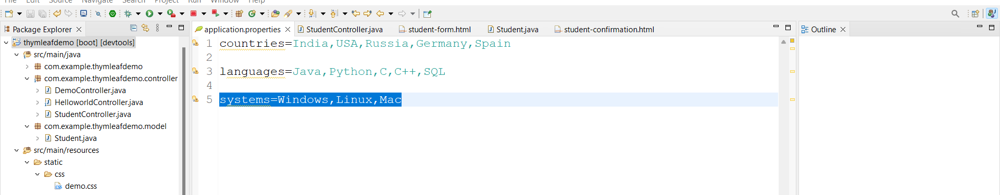 File Edit Source Navigate Search Project Run Window Help
Package Explorer
application.properties StudentController.java student-form.html Student.java student-confirmation.html
Outline
thymleafdemo [boot] [devtools]
src/main/java
com.example.thymleafdemo
com.example.thymleafdemo.controller
DemoController.java
HelloworldController.java
StudentController.java
com.example.thymleafdemo.model
Student.java
src/main/resources
static
css
demo.css
1 countries=India,USA,Russia,Germany,Spain
2
3 languages=Java,Python,C,C++,SQL
4
5 systems=Windows,Linux,Mac